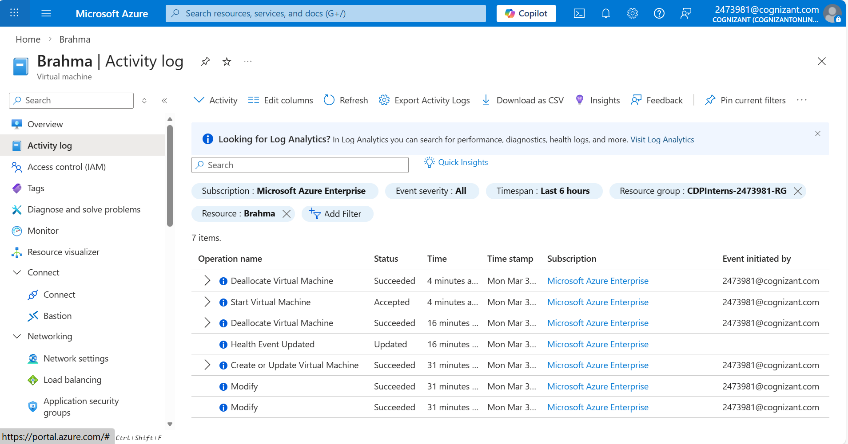 Microsoft Azure
Search resources, services, and docs (G+/)
Copilot
2473981@cognizant.com
COGNIZANT (COGNIZANTONLIN...
Home > Brahma
Brahma | Activity log
Virtual machine
Search
Activity
Edit columns
Refresh
Export Activity Logs
Download as CSV
Insights
Feedback
Pin current filters
Overview
Activity log
Access control (IAM)
Tags
Diagnose and solve problems
Monitor
Resource visualizer
Connect
Connect
Bastion
Networking
Network settings
Load balancing
Application security
groups
https://portal.azure.com/#
Ctrl+Shift+F
Looking for Log Analytics? In Log Analytics you can search for performance, diagnostics, health logs, and more. Visit Log Analytics
Search
Quick Insights
Subscription : Microsoft Azure Enterprise
Event severity : All
Timespan : Last 6 hours
Resource group : CDPInterns-2473981-RG
Resource : Brahma
Add Filter
7 items.
Operation name Status Time Time stamp Subscription Event initiated by
Deallocate Virtual Machine Succeeded 4 minutes a... Mon Mar 3... Microsoft Azure Enterprise 2473981@cognizant.com
Start Virtual Machine Accepted 4 minutes a... Mon Mar 3... Microsoft Azure Enterprise 2473981@cognizant.com
Deallocate Virtual Machine Succeeded 16 minutes ... Mon Mar 3... Microsoft Azure Enterprise 2473981@cognizant.com
Health Event Updated Updated 16 minutes ... Mon Mar 3... Microsoft Azure Enterprise
Create or Update Virtual Machine Succeeded 31 minutes ... Mon Mar 3... Microsoft Azure Enterprise 2473981@cognizant.com
Modify Succeeded 31 minutes ... Mon Mar 3... Microsoft Azure Enterprise 2473981@cognizant.com
Modify Succeeded 31 minutes ... Mon Mar 3... Microsoft Azure Enterprise 2473981@cognizant.com